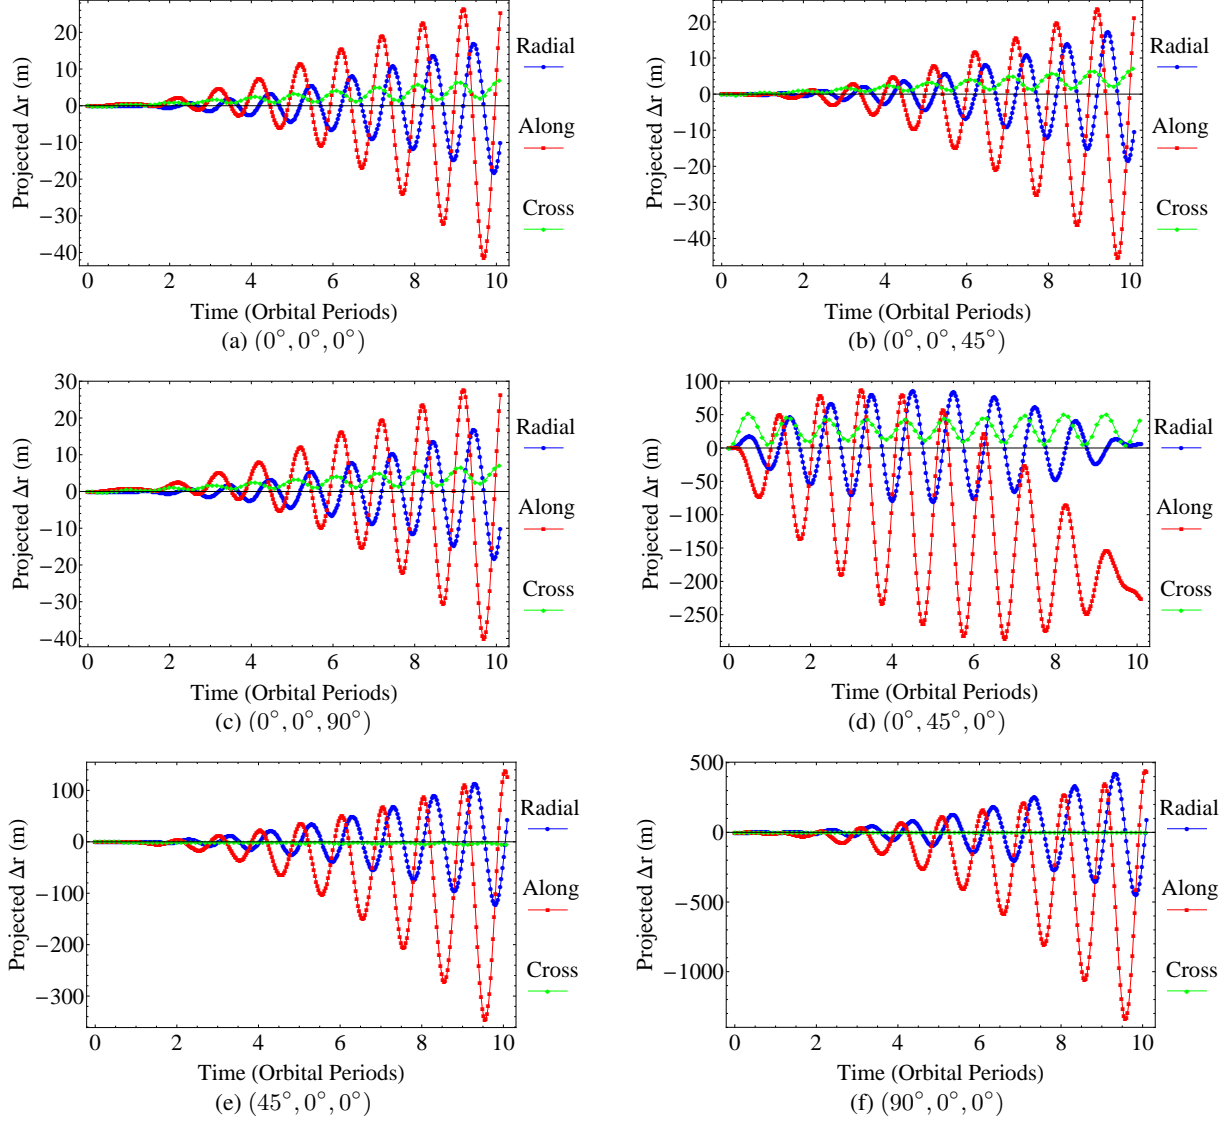 Projected Δr (m)
20
10
0
−10
−20
−30
−40
0 2 4 6 8 10
Time (Orbital Periods)
Radial
Along
Cross
(a) (0°, 0°, 0°)
Projected Δr (m)
20
10
0
−10
−20
−30
−40
0 2 4 6 8 10
Time (Orbital Periods)
Radial
Along
Cross
(b) (0°, 0°, 45°)
Projected Δr (m)
30
20
10
0
−10
−20
−30
−40
0 2 4 6 8 10
Time (Orbital Periods)
Radial
Along
Cross
(c) (0°, 0°, 90°)
Projected Δr (m)
100
50
0
−50
−100
−150
−200
−250
0 2 4 6 8 10
Time (Orbital Periods)
Radial
Along
Cross
(d) (0°, 45°, 0°)
Projected Δr (m)
100
0
−100
−200
−300
0 2 4 6 8 10
Time (Orbital Periods)
Radial
Along
Cross
(e) (45°, 0°, 0°)
Projected Δr (m)
500
0
−500
−1000
0 2 4 6 8 10
Time (Orbital Periods)
Radial
Along
Cross
(f) (90°, 0°, 0°)